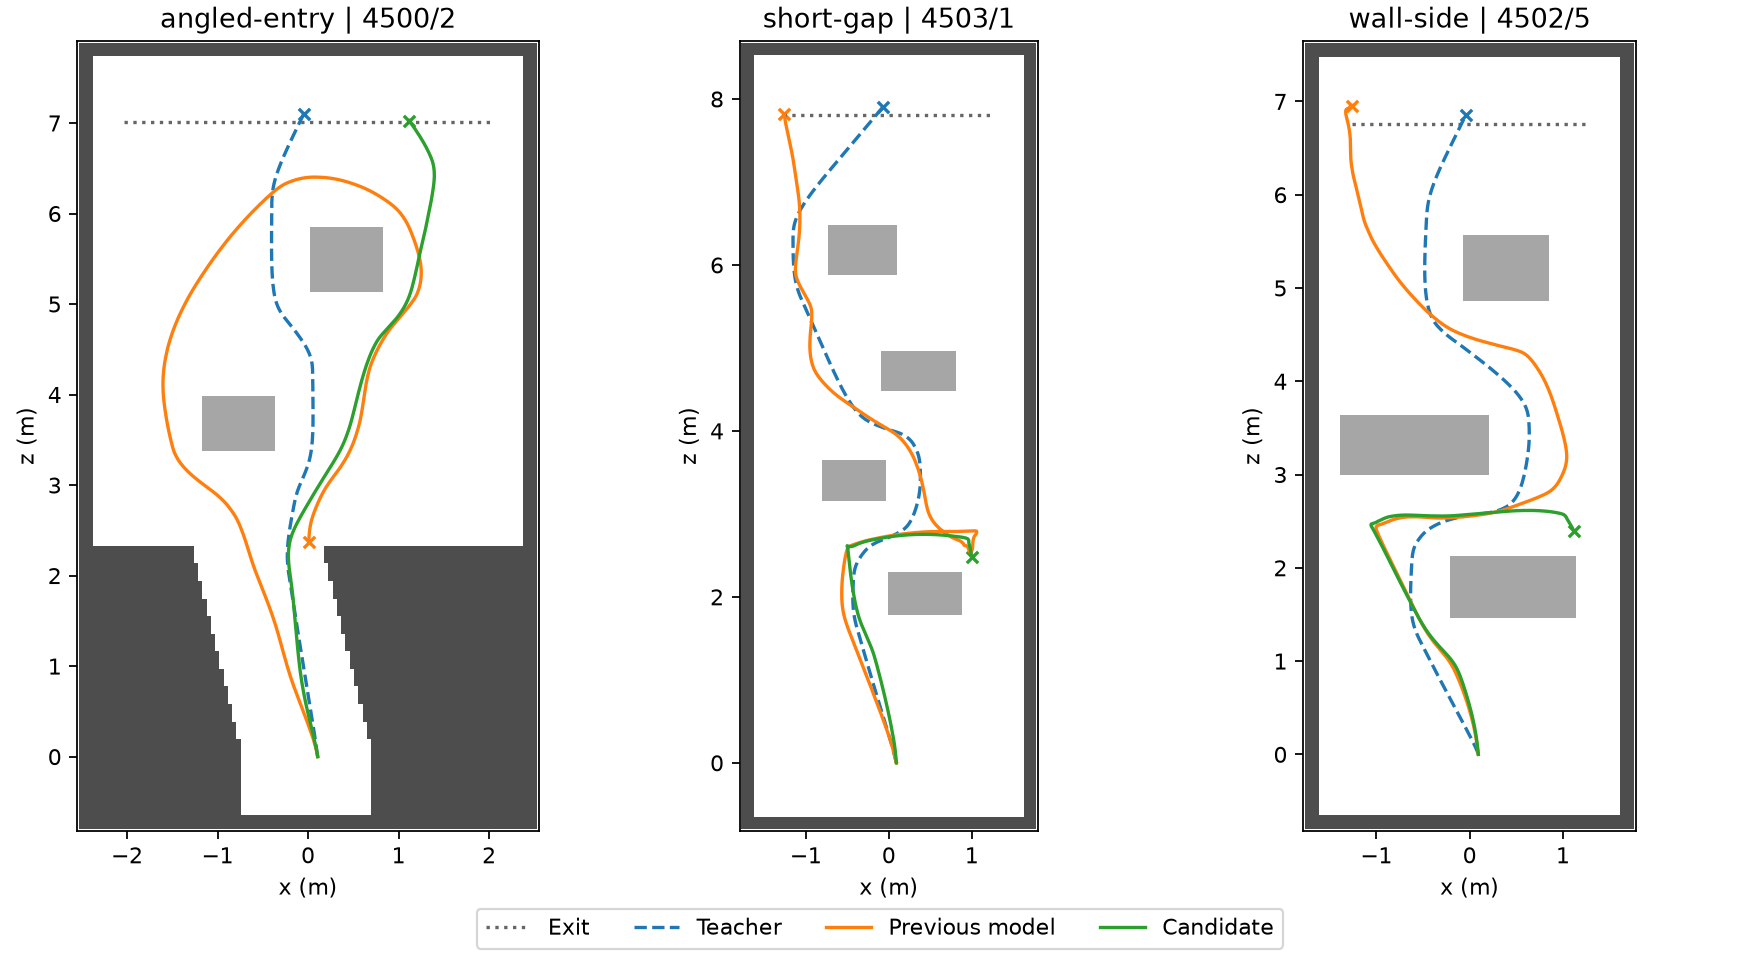 angled-entry | 4500/2
short-gap | 4503/1
wall-side | 4502/5
7
6
5
4
3
2
1
0
z (m)
−2
−1
0
1
2
x (m)
8
6
4
2
0
z (m)
−1
0
1
x (m)
7
6
5
4
3
2
1
0
z (m)
−1
0
1
x (m)
Exit
Teacher
Previous model
Candidate